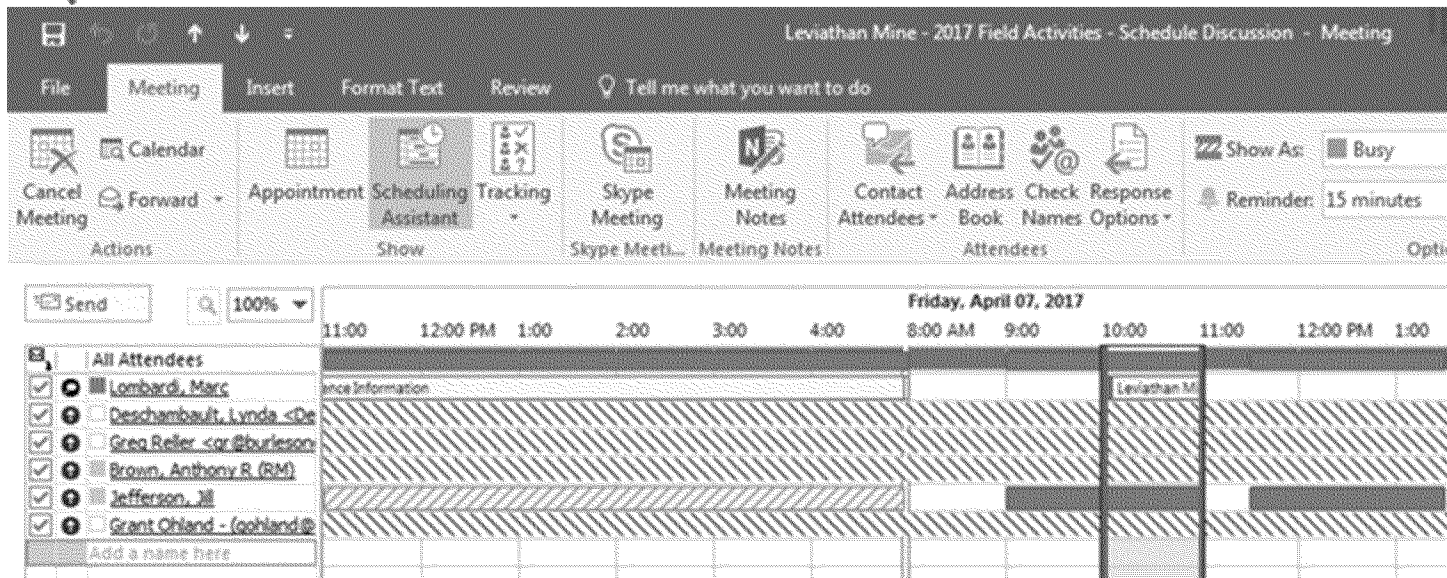 Leviathan Mine - 2017 Field Activities - Schedule Discussion - Meeting
File Meeting Insert Format Text Review Tell me what you want to do
Cancel Meeting
Calendar
Forward
Actions
Appointment
Scheduling Assistant
Tracking
Show
Skype Meeting
Skype Meeti...
Meeting Notes
Meeting Notes
Contact Attendees
Address Book
Check Names
Response Options
Attendees
Show As: Busy
Reminder: 15 minutes
Opti
Send 100%
Friday, April 07, 2017
11:00 12:00 PM 1:00 2:00 3:00 4:00 8:00 AM 9:00 10:00 11:00 12:00 PM 1:00
All Attendees
Lombardi, Marc ence Information Leviathan M
Deschambault, Lynda <De
Greg Reller <gr@burleson
Brown, Anthony R (RM)
Jefferson, Jill
Grant Ohland - (gohland@
Add a name here